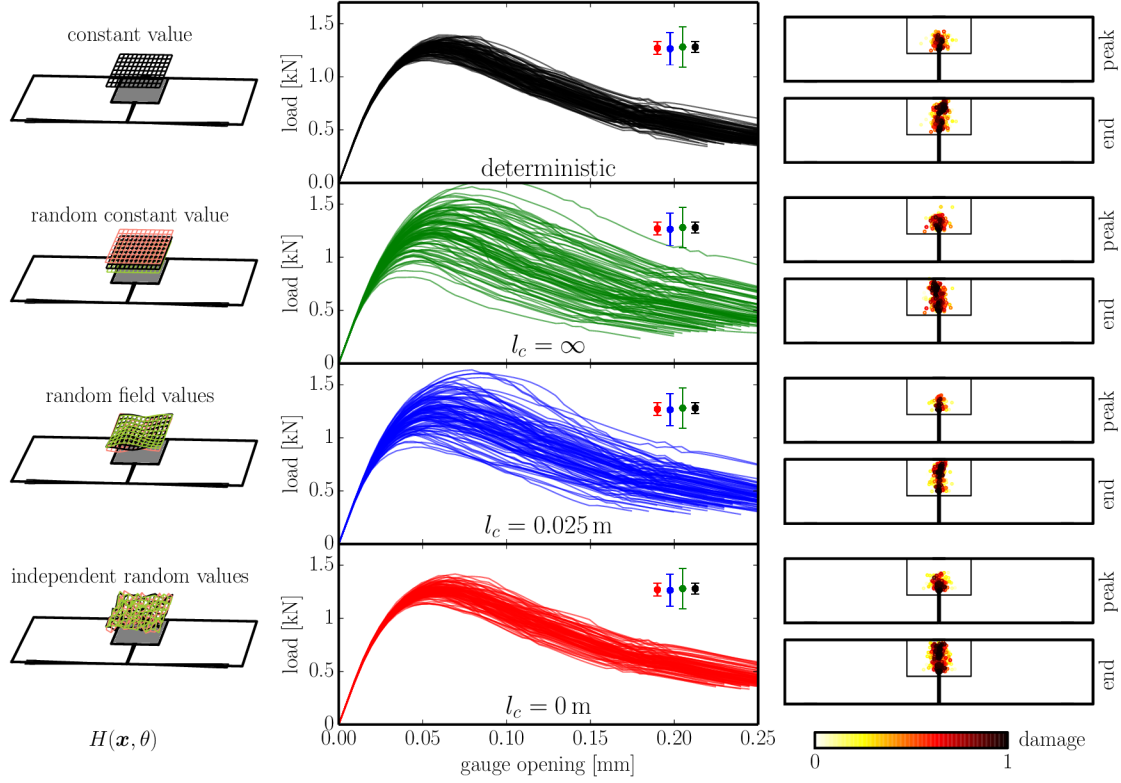 constant value
load [kN]
1.5
1.0
0.5
0.0
deterministic
peak
end
random constant value
load [kN]
1.5
1
0.5
0
l_c = ∞
peak
end
random field values
load [kN]
1.5
1
0.5
0
l_c = 0.025 m
peak
end
independent random values
load [kN]
1.5
1
0.5
0
l_c = 0 m
peak
end
0.00 0.05 0.10 0.15 0.20 0.25
H(x, θ)
gauge opening [mm]
damage
0 1